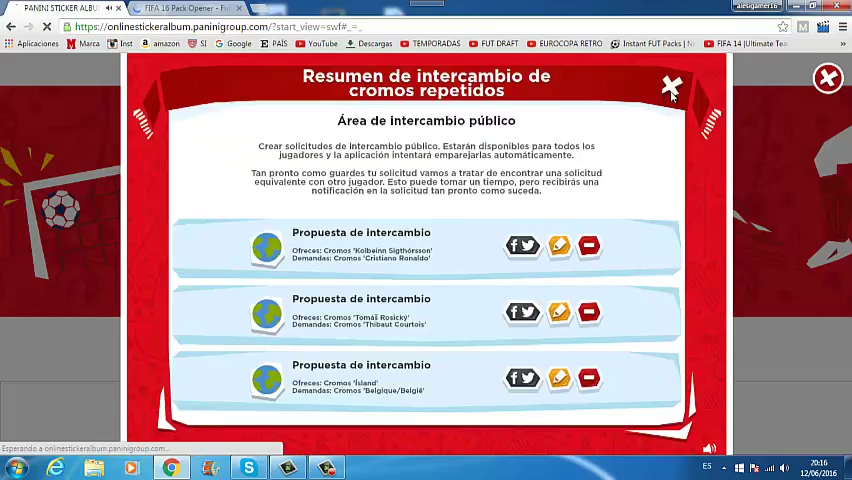 PANINI STICKER ALB
FIFA 16 Pack Opener - Ful
aleugamer16
https://onlinestickeralbum.paninigroup.com/?start_view=swf#_=_
Aplicaciones
Marca
Inst
amazon
SI
Google
PAÍS
YouTube
Descargas
TEMPORADAS
FUT DRAFT
EUROCOPA RETRO
Instant FUT Packs | N
FIFA 14 |Ultimate Tea
Resumen de intercambio de
cromos repetidos
Área de intercambio público
Crear solicitudes de intercambio público. Estarán disponibles para todos los
jugadores y la aplicación intentará emparejarlas automáticamente.
Tan pronto como guardes tu solicitud vamos a tratar de encontrar una solicitud
equivalente con otro jugador. Esto puede tomar un tiempo, pero recibirás una
notificación en la solicitud tan pronto como suceda.
Propuesta de intercambio
Ofreces: Cromos 'Kolbeinn Sigthórsson'
Demandas: Cromos 'Cristiano Ronaldo'
Propuesta de intercambio
Ofreces: Cromos 'Tomáš Rosický'
Demandas: Cromos 'Thibaut Courtois'
Propuesta de intercambio
Ofreces: Cromos 'Ísland'
Demandas: Cromos 'Belgique/België'
Esperando a onlinestickeralbum.paninigroup.com...
ES
20:16
12/06/2016